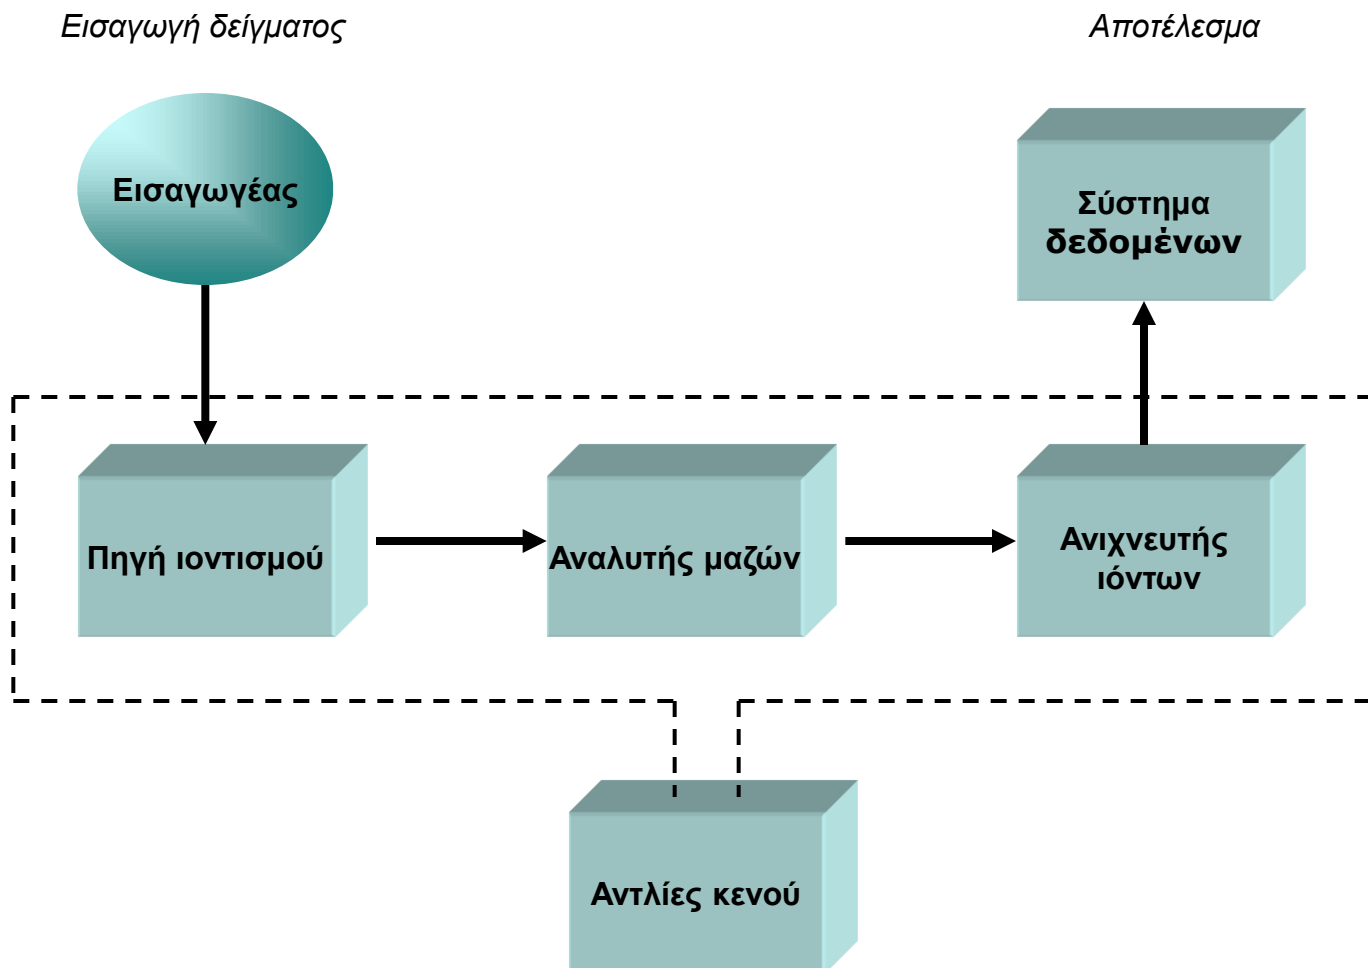 Εισαγωγή δείγματος
Αποτέλεσμα
Εισαγωγέας
Σύστημα
δεδομένων
Πηγή ιοντισμού
Αναλυτής μαζών
Ανιχνευτής
ιόντων
Αντλίες κενού